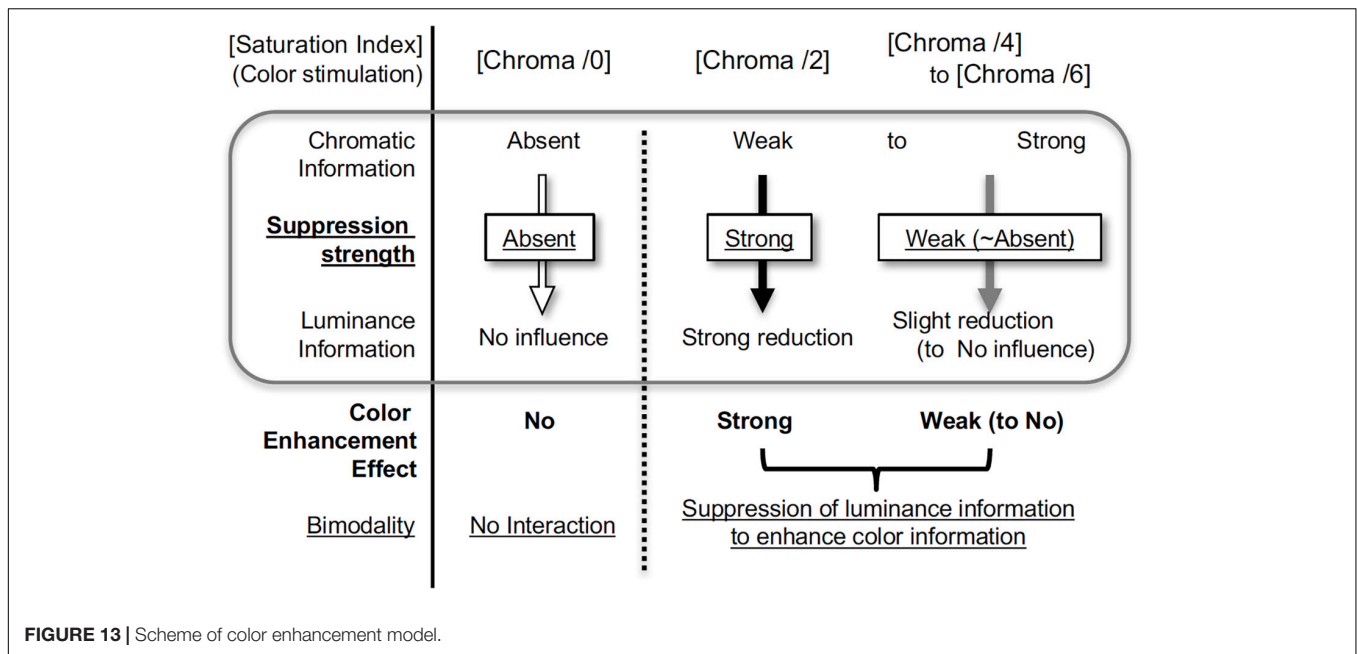 [Saturation Index]
(Color stimulation)
[Chroma /0]
[Chroma /2]
[Chroma /4]
to [Chroma /6]
Chromatic
Information
Absent
Weak to Strong
Suppression
strength
Absent
Strong
Weak (~Absent)
Luminance
Information
No influence
Strong reduction
Slight reduction
(to No influence)
Color
Enhancement
Effect
No
Strong
Weak (to No)
Bimodality
No Interaction
Suppression of luminance information
to enhance color information
FIGURE 13 | Scheme of color enhancement model.